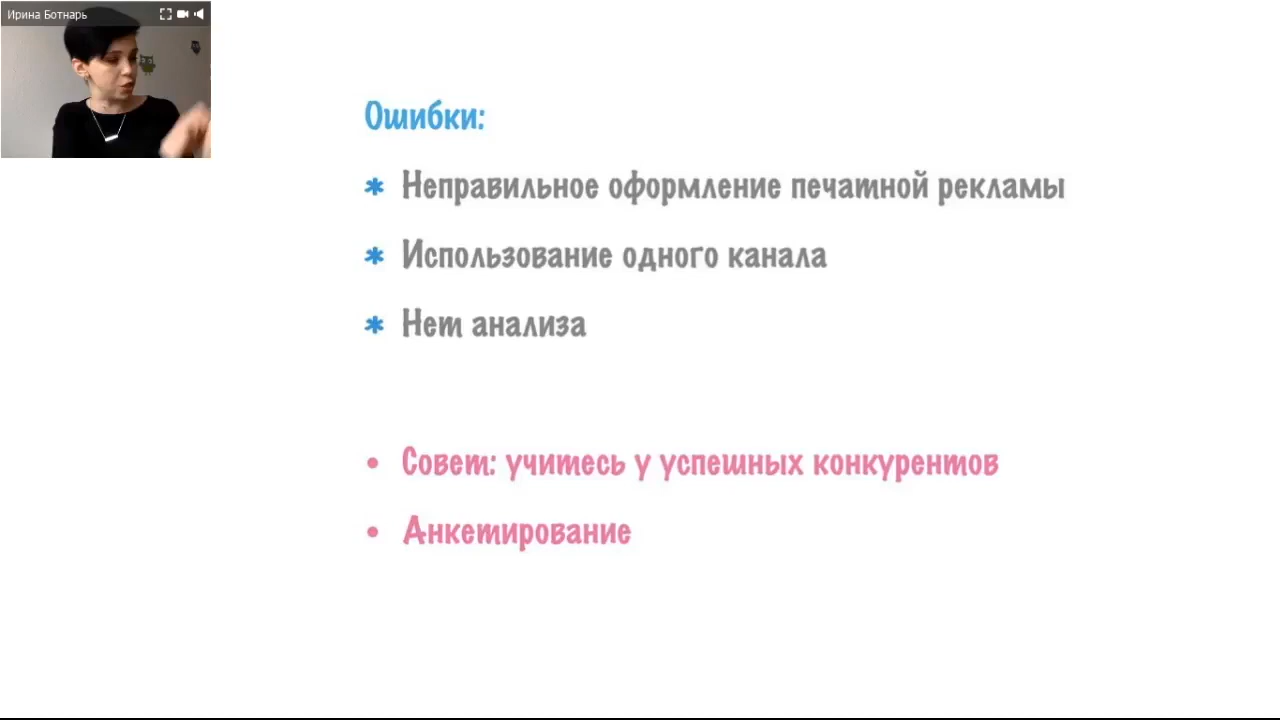 Ирина Ботнарь
Ошибки:
* Неправильное оформление печатной рекламы
* Использование одного канала
* Нет анализа
• Совет: учитесь у успешных конкурентов
• Анкетирование